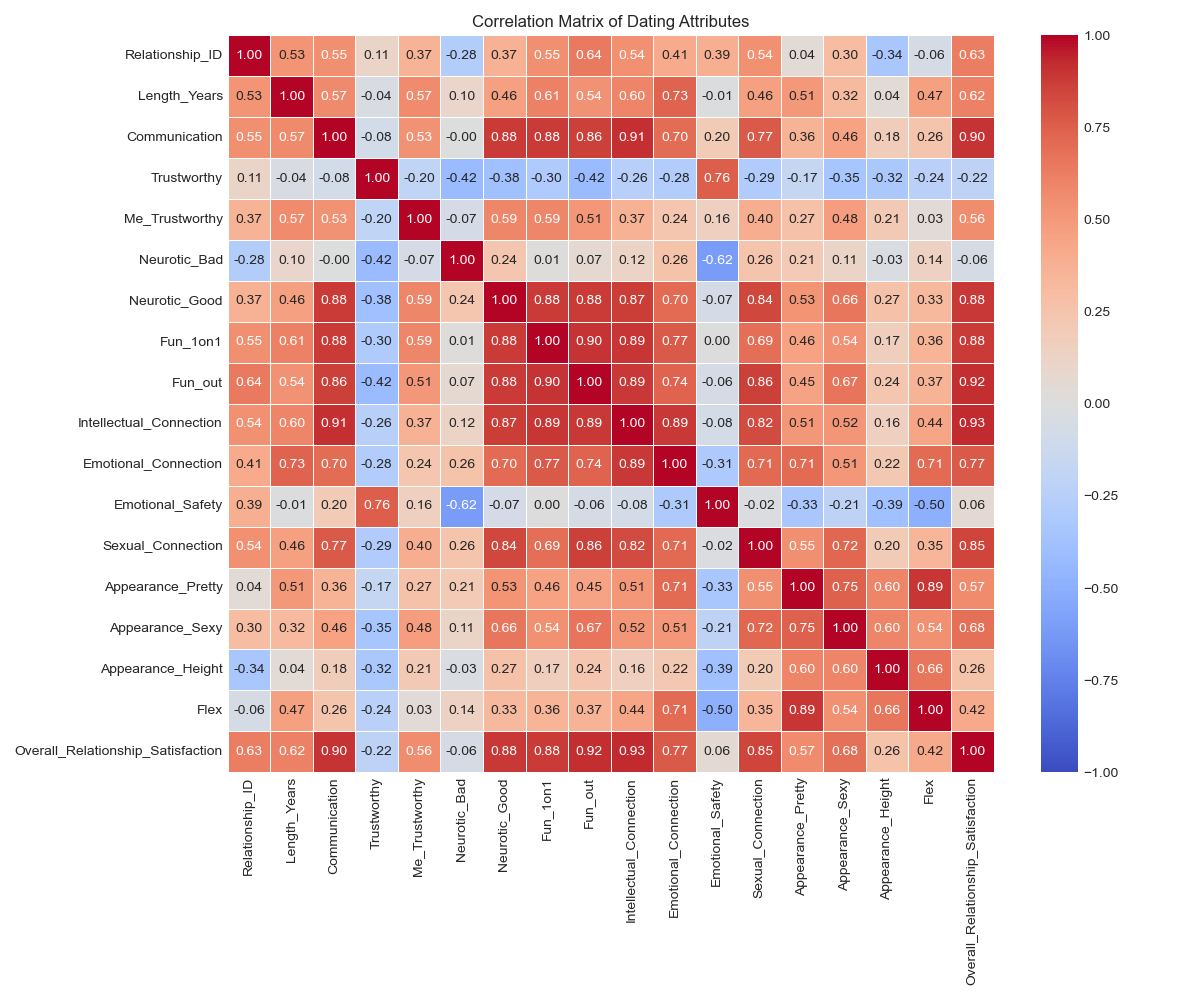 Correlation Matrix of Dating Attributes
Relationship_ID 1.00 0.53 0.55 0.11 0.37 -0.28 0.37 0.55 0.64 0.54 0.41 0.39 0.54 0.04 0.30 -0.34 -0.06 0.63
Length_Years 0.53 1.00 0.57 -0.04 0.57 0.10 0.46 0.61 0.54 0.60 0.73 -0.01 0.46 0.51 0.32 0.04 0.47 0.62
Communication 0.55 0.57 1.00 -0.08 0.53 -0.00 0.88 0.88 0.86 0.91 0.70 0.20 0.77 0.36 0.46 0.18 0.26 0.90
Trustworthy 0.11 -0.04 -0.08 1.00 -0.20 -0.42 -0.38 -0.30 -0.42 -0.26 -0.28 0.76 -0.29 -0.17 -0.35 -0.32 -0.24 -0.22
Me_Trustworthy 0.37 0.57 0.53 -0.20 1.00 -0.07 0.59 0.59 0.51 0.37 0.24 0.16 0.40 0.27 0.48 0.21 0.03 0.56
Neurotic_Bad -0.28 0.10 -0.00 -0.42 -0.07 1.00 0.24 0.01 0.07 0.12 0.26 -0.62 0.26 0.21 0.11 -0.03 0.14 -0.06
Neurotic_Good 0.37 0.46 0.88 -0.38 0.59 0.24 1.00 0.88 0.88 0.87 0.70 -0.07 0.84 0.53 0.66 0.27 0.33 0.88
Fun_1on1 0.55 0.61 0.88 -0.30 0.59 0.01 0.88 1.00 0.90 0.89 0.77 0.00 0.69 0.46 0.54 0.17 0.36 0.88
Fun_out 0.64 0.54 0.86 -0.42 0.51 0.07 0.88 0.90 1.00 0.89 0.74 -0.06 0.86 0.45 0.67 0.24 0.37 0.92
Intellectual_Connection 0.54 0.60 0.91 -0.26 0.37 0.12 0.87 0.89 0.89 1.00 0.89 -0.08 0.82 0.51 0.52 0.16 0.44 0.93
Emotional_Connection 0.41 0.73 0.70 -0.28 0.24 0.26 0.70 0.77 0.74 0.89 1.00 -0.31 0.71 0.71 0.51 0.22 0.71 0.77
Emotional_Safety 0.39 -0.01 0.20 0.76 0.16 -0.62 -0.07 0.00 -0.06 -0.08 -0.31 1.00 -0.02 -0.33 -0.21 -0.39 -0.50 0.06
Sexual_Connection 0.54 0.46 0.77 -0.29 0.40 0.26 0.84 0.69 0.86 0.82 0.71 -0.02 1.00 0.55 0.72 0.20 0.35 0.85
Appearance_Pretty 0.04 0.51 0.36 -0.17 0.27 0.21 0.53 0.46 0.45 0.51 0.71 -0.33 0.55 1.00 0.75 0.60 0.89 0.57
Appearance_Sexy 0.30 0.32 0.46 -0.35 0.48 0.11 0.66 0.54 0.67 0.52 0.51 -0.21 0.72 0.75 1.00 0.60 0.54 0.68
Appearance_Height -0.34 0.04 0.18 -0.32 0.21 -0.03 0.27 0.17 0.24 0.16 0.22 -0.39 0.20 0.60 0.60 1.00 0.66 0.26
Flex -0.06 0.47 0.26 -0.24 0.03 0.14 0.33 0.36 0.37 0.44 0.71 -0.50 0.35 0.89 0.54 0.66 1.00 0.42
Overall_Relationship_Satisfaction 0.63 0.62 0.90 -0.22 0.56 -0.06 0.88 0.88 0.92 0.93 0.77 0.06 0.85 0.57 0.68 0.26 0.42 1.00
Relationship_ID
Length_Years
Communication
Trustworthy
Me_Trustworthy
Neurotic_Bad
Neurotic_Good
Fun_1on1
Fun_out
Intellectual_Connection
Emotional_Connection
Emotional_Safety
Sexual_Connection
Appearance_Pretty
Appearance_Sexy
Appearance_Height
Flex
Overall_Relationship_Satisfaction
1.00
0.75
0.50
0.25
0.00
−0.25
−0.50
−0.75
−1.00